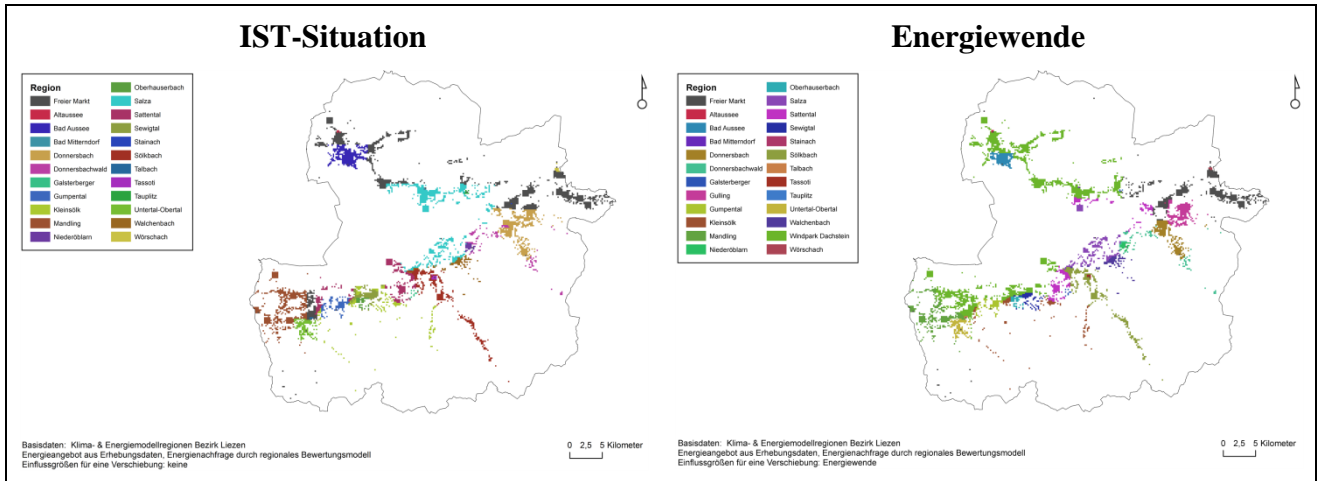 IST-Situation
Region
Freier Markt
Altaussee
Bad Aussee
Bad Mitterndorf
Donnersbach
Donnersbachwald
Galsterberger
Gumpental
Kleinsölk
Mandling
Niederöblarn
Oberhauserbach
Salza
Sattental
Sewigtal
Stainach
Sölkbach
Talbach
Tassoti
Tauplitz
Untertal-Obertal
Walchenbach
Wörschach
Basisdaten: Klima- & Energiemodellregionen Bezirk Liezen
Energieangebot aus Erhebungsdaten, Energienachfrage durch regionales Bewertungsmodell
Einflussgrößen für eine Verschiebung: keine
0 2,5 5 Kilometer
Energiewende
Region
Freier Markt
Altaussee
Bad Aussee
Bad Mitterndorf
Donnersbach
Donnersbachwald
Galsterberger
Gulling
Gumpental
Kleinsölk
Mandling
Niederöblarn
Oberhauserbach
Salza
Sattental
Sewigtal
Stainach
Sölkbach
Talbach
Tassoti
Tauplitz
Untertal-Obertal
Walchenbach
Windpark Dachstein
Wörschach
Basisdaten: Klima- & Energiemodellregionen Bezirk Liezen
Energieangebot aus Erhebungsdaten, Energienachfrage durch regionales Bewertungsmodell
Einflussgrößen für eine Verschiebung: Energiewende
0 2,5 5 Kilometer